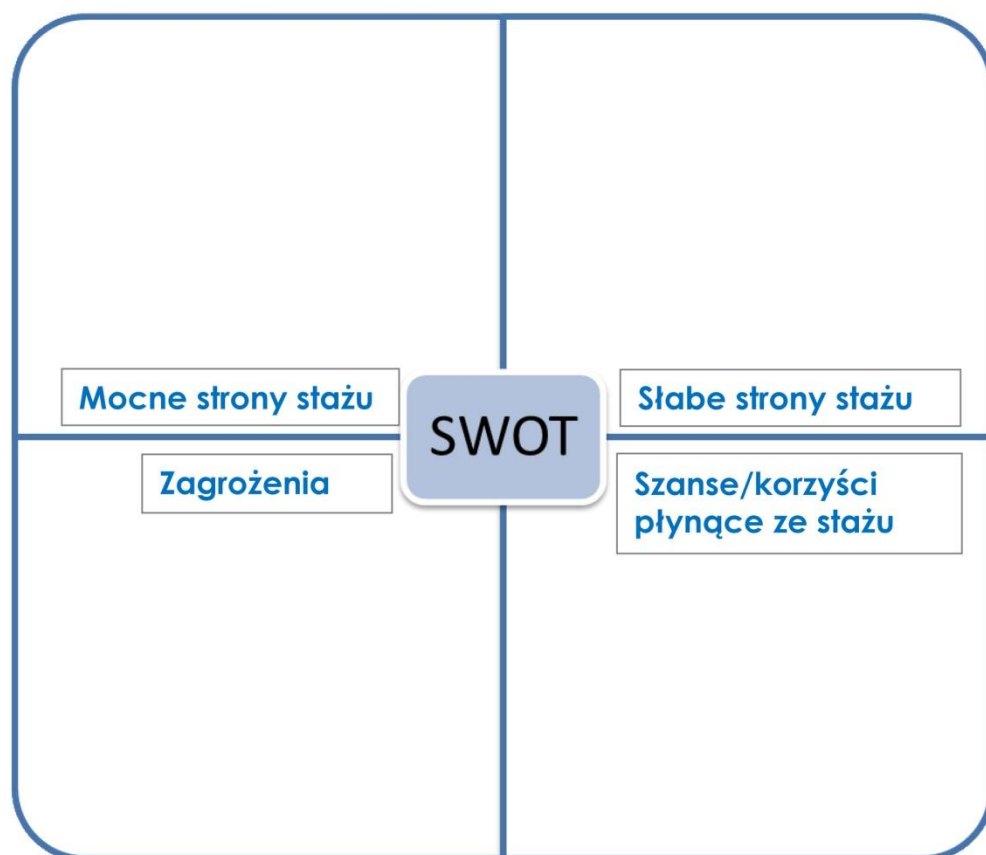 Mocne strony stażu
Słabe strony stażu
SWOT
Zagrożenia
Szanse/korzyści
płynące ze stażu